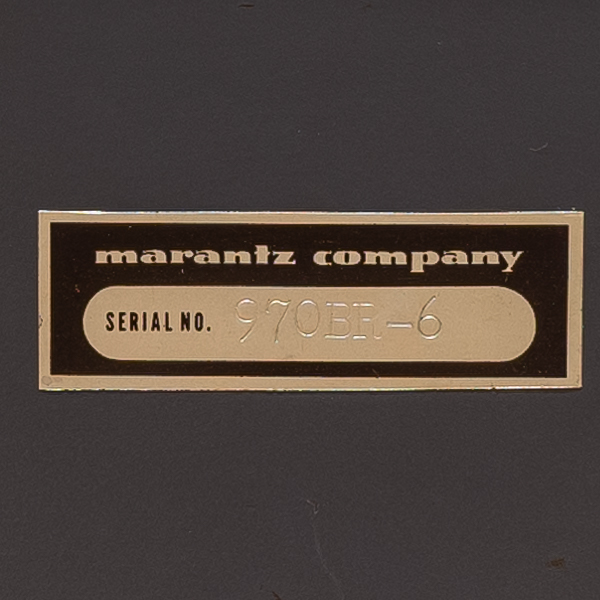 marantz company
SERIAL NO. 970BR-6